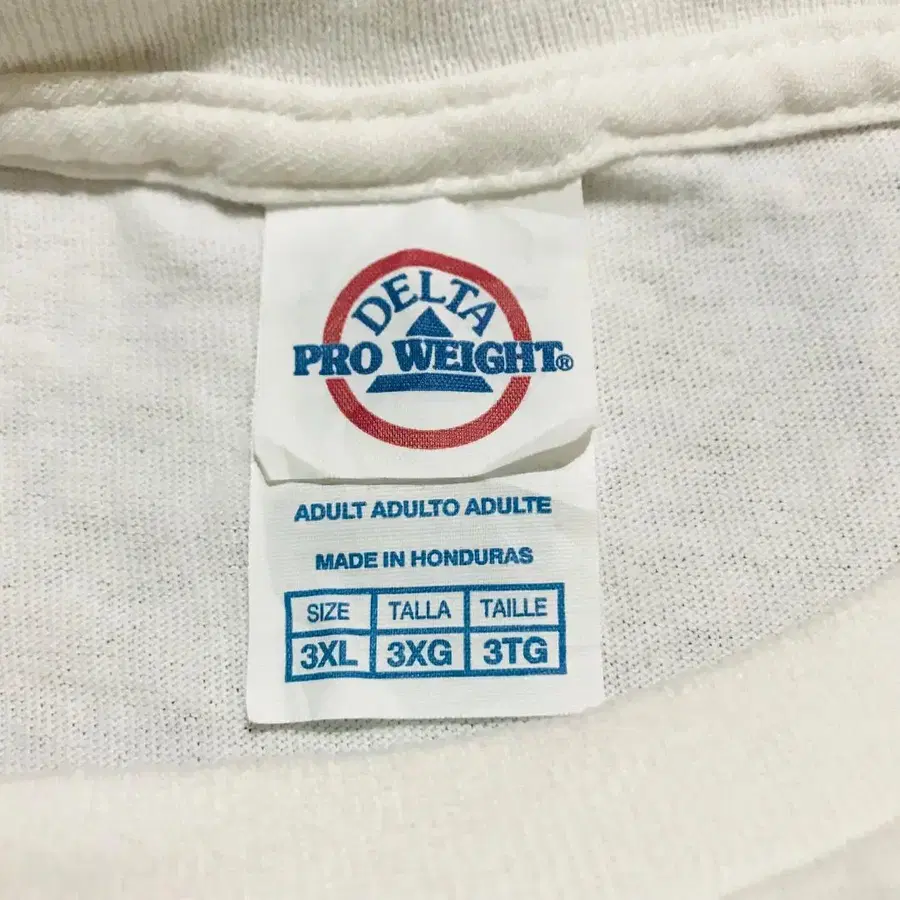 DELTA
PRO WEIGHT®
ADULT ADULTO ADULTE
MADE IN HONDURAS
SIZE TALLA TAILLE
3XL 3XG 3TG